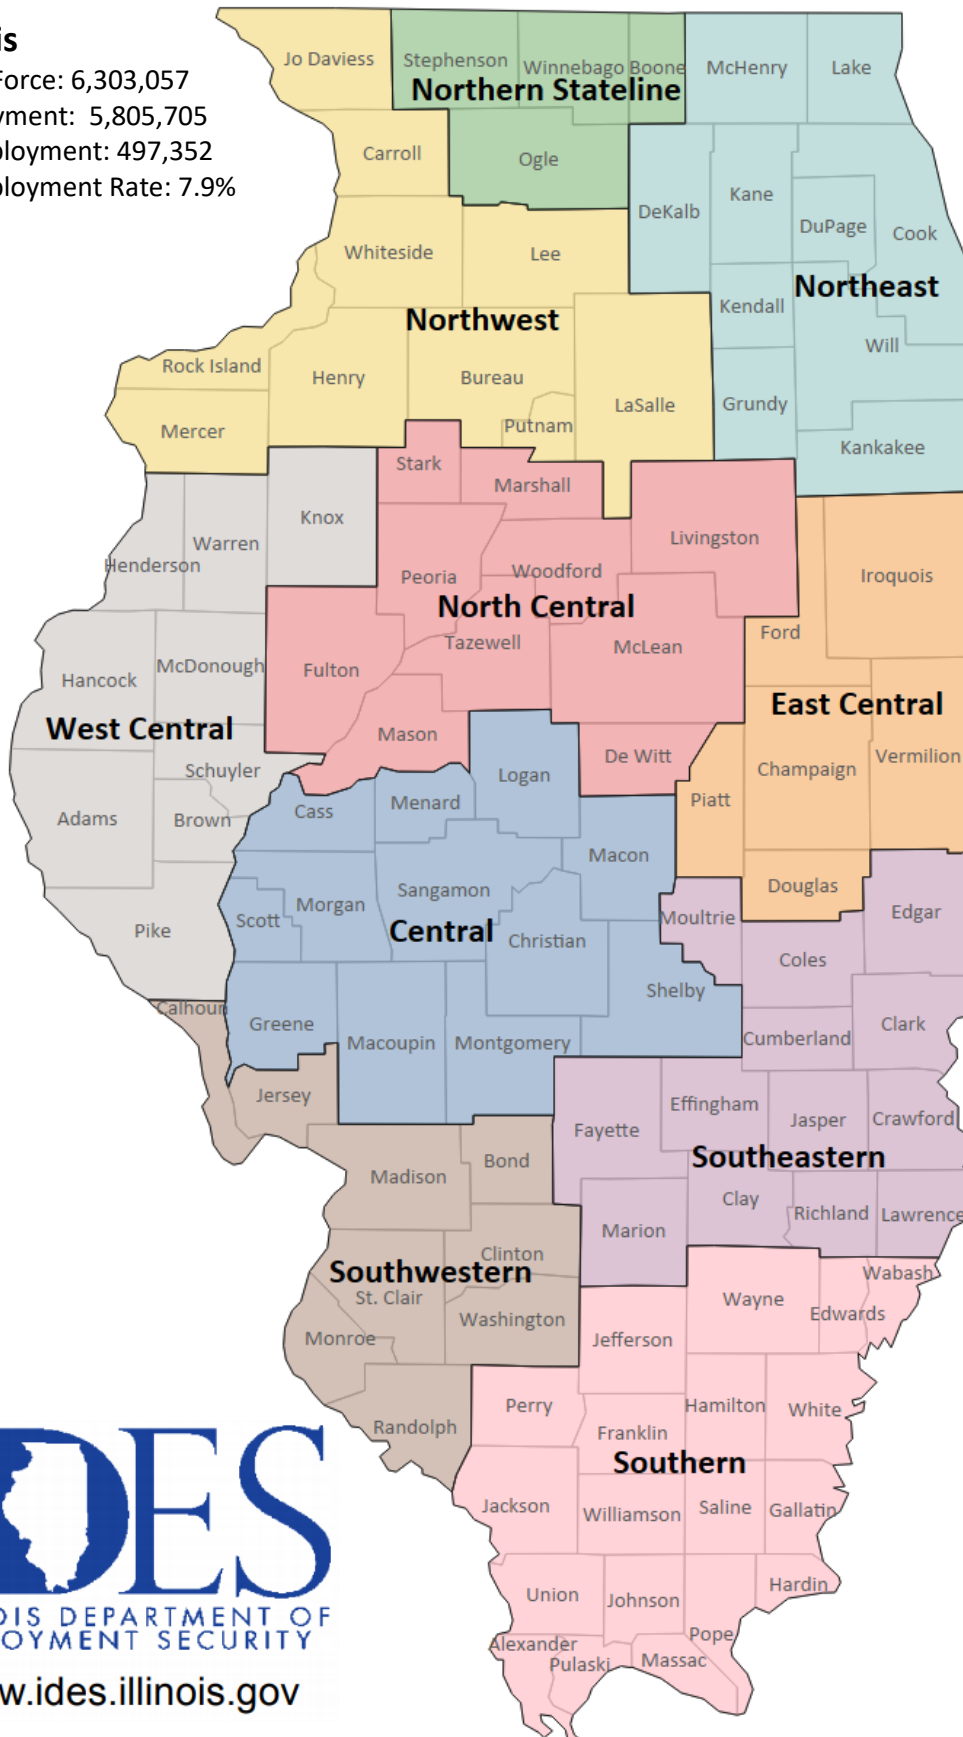 is
Force: 6,303,057
yment: 5,805,705
ployment: 497,352
ployment Rate: 7.9%
Jo Daviess
Stephenson
Winnebago
Boone
McHenry
Lake
Northern Stateline
Carroll
Ogle
DeKalb
Kane
DuPage
Cook
Whiteside
Lee
Northeast
Kendall
Northwest
Will
Rock Island
Henry
Bureau
LaSalle
Grundy
Mercer
Putnam
Kankakee
Stark
Marshall
Knox
Warren
Henderson
Livingston
Peoria
Woodford
Iroquois
North Central
Ford
Tazewell
McLean
Hancock
McDonough
Fulton
East Central
West Central
Mason
De Witt
Vermilion
Schuyler
Logan
Champaign
Adams
Brown
Cass
Menard
Piatt
Macon
Douglas
Pike
Scott
Morgan
Sangamon
Moultrie
Edgar
Central
Christian
Coles
Shelby
Calhoun
Greene
Macoupin
Montgomery
Cumberland
Clark
Jersey
Fayette
Effingham
Jasper
Crawford
Southeastern
Madison
Bond
Clay
Richland
Lawrence
Marion
Clinton
Southwestern
St. Clair
Washington
Monroe
Wabash
Wayne
Edwards
Jefferson
Randolph
Perry
Hamilton
White
Franklin
Southern
Jackson
Williamson
Saline
Gallatin
Union
Johnson
Hardin
Alexander
Pulaski
Massac
Pope
DES
OIS DEPARTMENT OF
OYMENT SECURITY
w.ides.illinois.gov